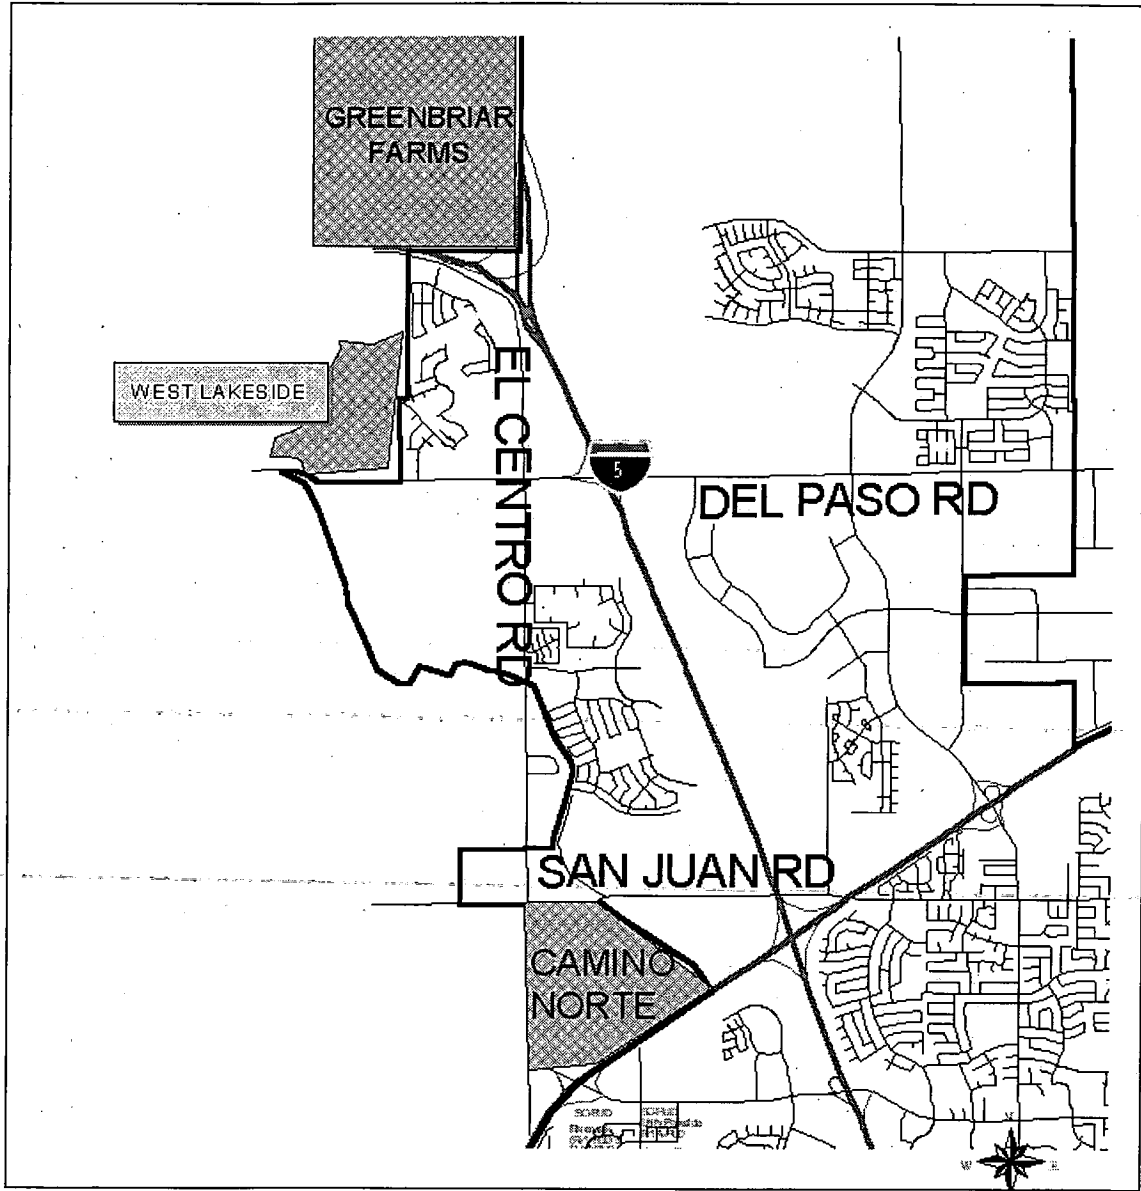 GREENBRIAR
FARMS
WEST LAKESIDE
EL CENTRO RD
5
DEL PASO RD
SAN JUAN RD
CAMINO
NORTE
W
E